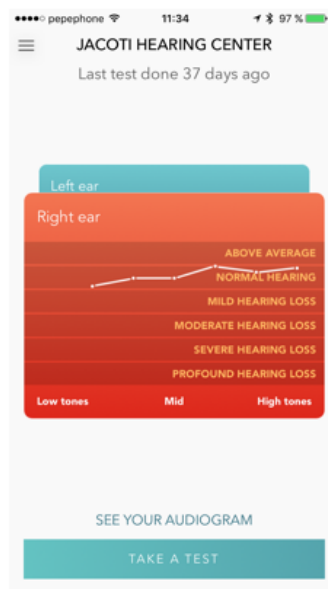 pepephone 11:34 97 %
JACOTI HEARING CENTER
Last test done 37 days ago
Left ear
Right ear
ABOVE AVERAGE
NORMAL HEARING
MILD HEARING LOSS
MODERATE HEARING LOSS
SEVERE HEARING LOSS
PROFOUND HEARING LOSS
Low tones Mid High tones
SEE YOUR AUDIOGRAM
TAKE A TEST